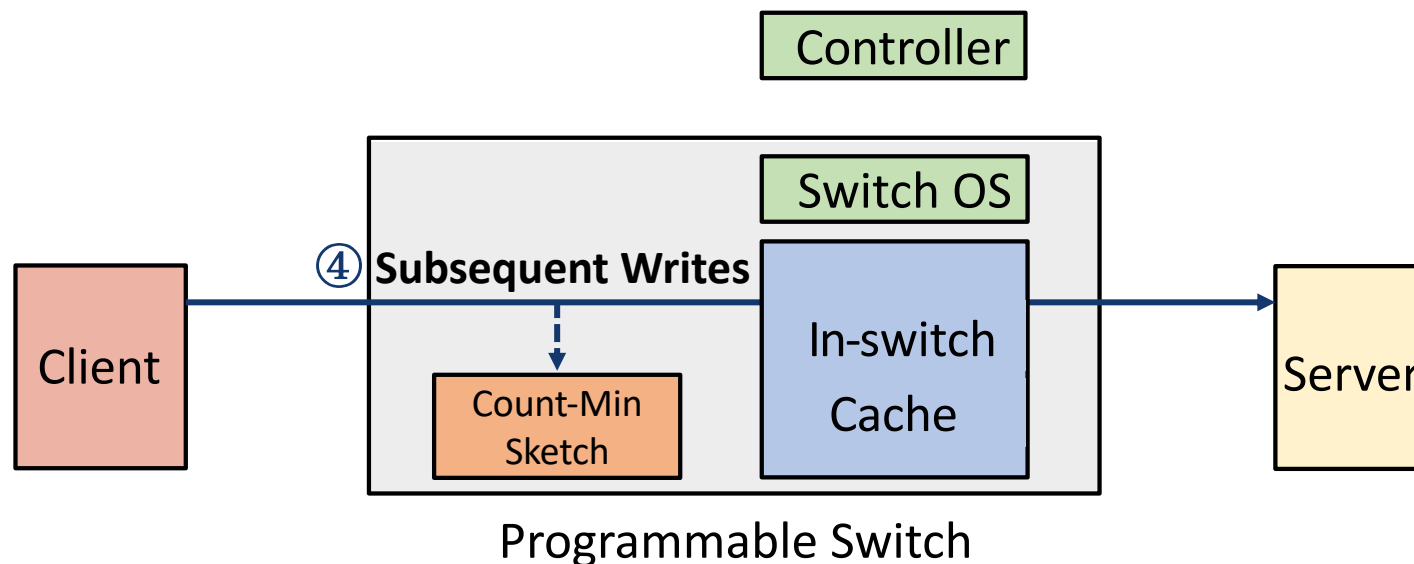 Controller
Switch OS
④ Subsequent Writes
Client
In-switch
Cache
Server
Count-Min
Sketch
Programmable Switch